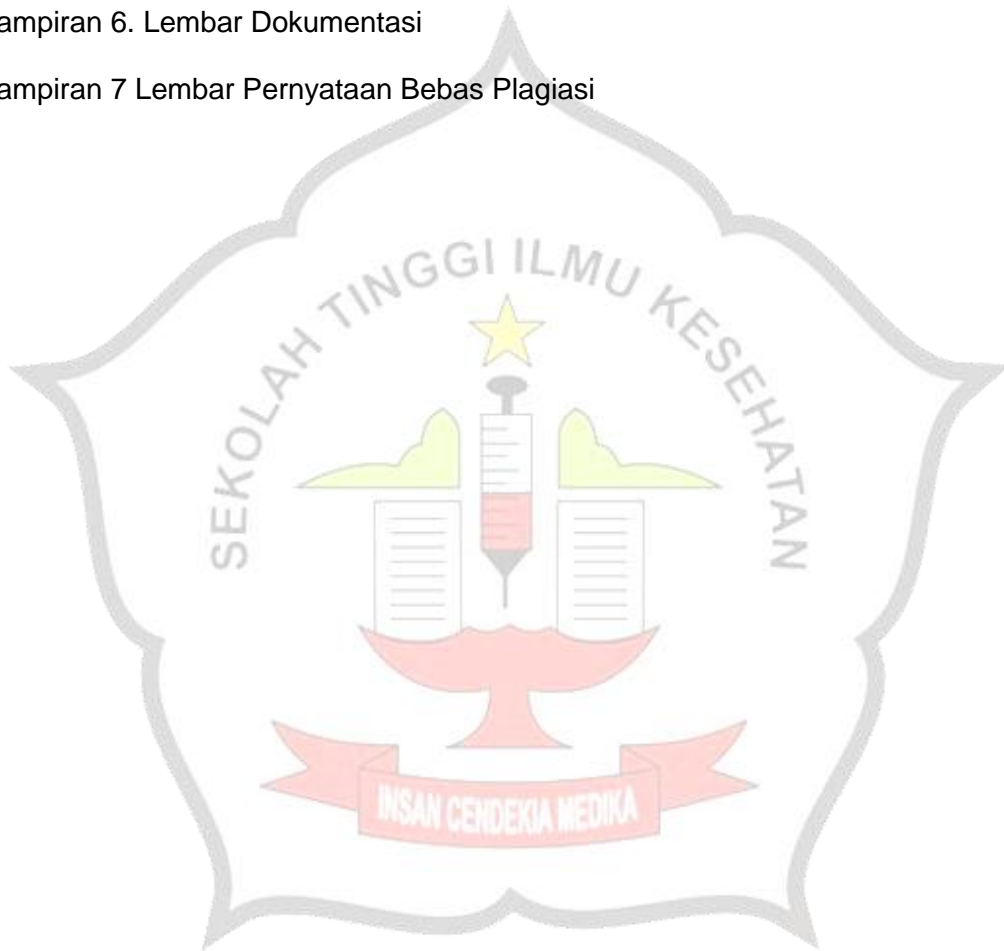 ampiran 6. Lembar Dokumentasi
ampiran 7 Lembar Pernyataan Bebas Plagiasi
SEKOLAH TINGGI ILMU KESEHATAN
INSAN CENDEKIA MEDIKA